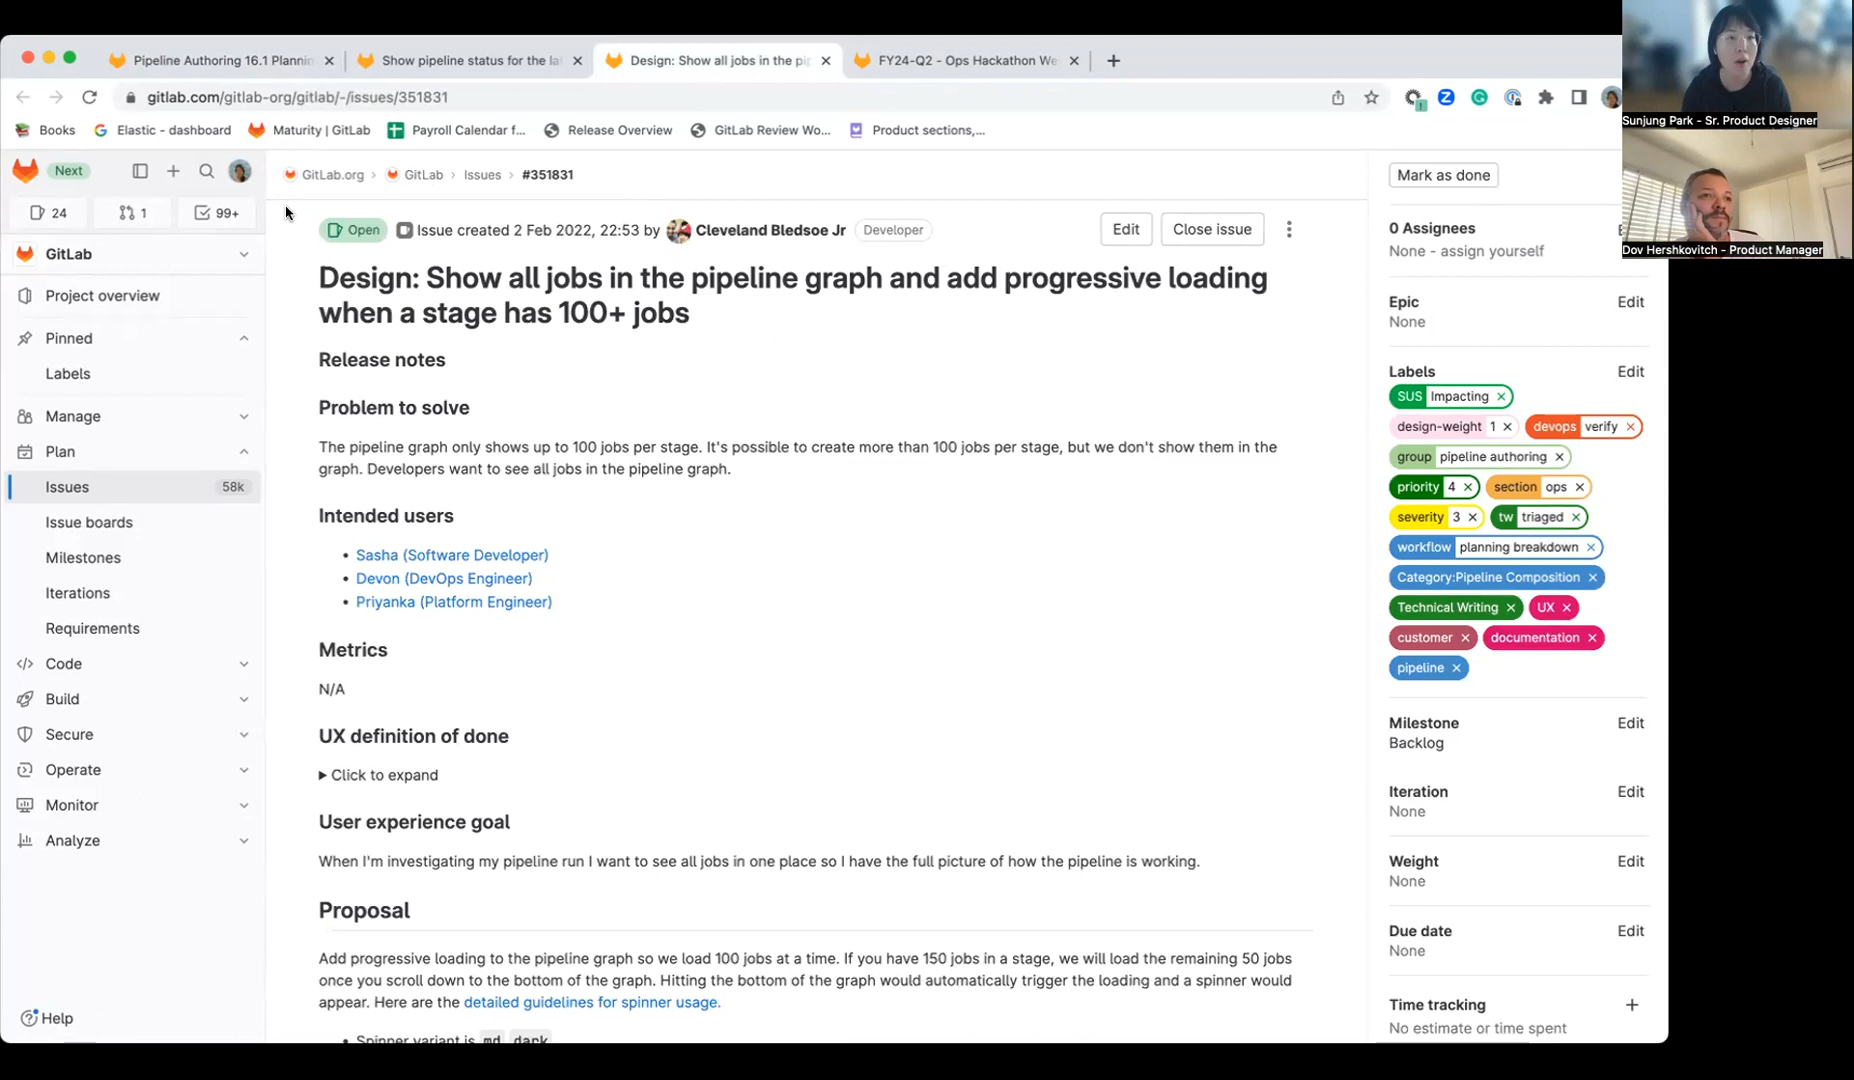 Pipeline Authoring 16.1 Plannin
Show pipeline status for the la
Design: Show all jobs in the pip
FY24-Q2 - Ops Hackathon We
gitlab.com/gitlab-org/gitlab/-/issues/351831
Books
Elastic - dashboard
Maturity | GitLab
Payroll Calendar f...
Release Overview
GitLab Review Wo...
Product sections,...
Sunjung Park - Sr. Product Designer
Dov Hershkovitch - Product Manager
Next
24
1
99+
GitLab
Project overview
Pinned
Labels
Manage
Plan
Issues 58k
Issue boards
Milestones
Iterations
Requirements
Code
Build
Secure
Operate
Monitor
Analyze
Help
GitLab.org › GitLab › Issues › #351831
Open Issue created 2 Feb 2022, 22:53 by Cleveland Bledsoe Jr Developer
Edit
Close issue
Design: Show all jobs in the pipeline graph and add progressive loading
when a stage has 100+ jobs
Release notes
Problem to solve
The pipeline graph only shows up to 100 jobs per stage. It's possible to create more than 100 jobs per stage, but we don't show them in the
graph. Developers want to see all jobs in the pipeline graph.
Intended users
• Sasha (Software Developer)
• Devon (DevOps Engineer)
• Priyanka (Platform Engineer)
Metrics
N/A
UX definition of done
Click to expand
User experience goal
When I'm investigating my pipeline run I want to see all jobs in one place so I have the full picture of how the pipeline is working.
Proposal
Add progressive loading to the pipeline graph so we load 100 jobs at a time. If you have 150 jobs in a stage, we will load the remaining 50 jobs
once you scroll down to the bottom of the graph. Hitting the bottom of the graph would automatically trigger the loading and a spinner would
appear. Here are the detailed guidelines for spinner usage.
• Spinner variant is md dark
Mark as done
0 Assignees
None - assign yourself
Epic Edit
None
Labels Edit
SUS Impacting
design-weight 1 devops verify
group pipeline authoring
priority 4 section ops
severity 3 tw triaged
workflow planning breakdown
Category:Pipeline Composition
Technical Writing UX
customer documentation
pipeline
Milestone Edit
Backlog
Iteration Edit
None
Weight Edit
None
Due date Edit
None
Time tracking
No estimate or time spent